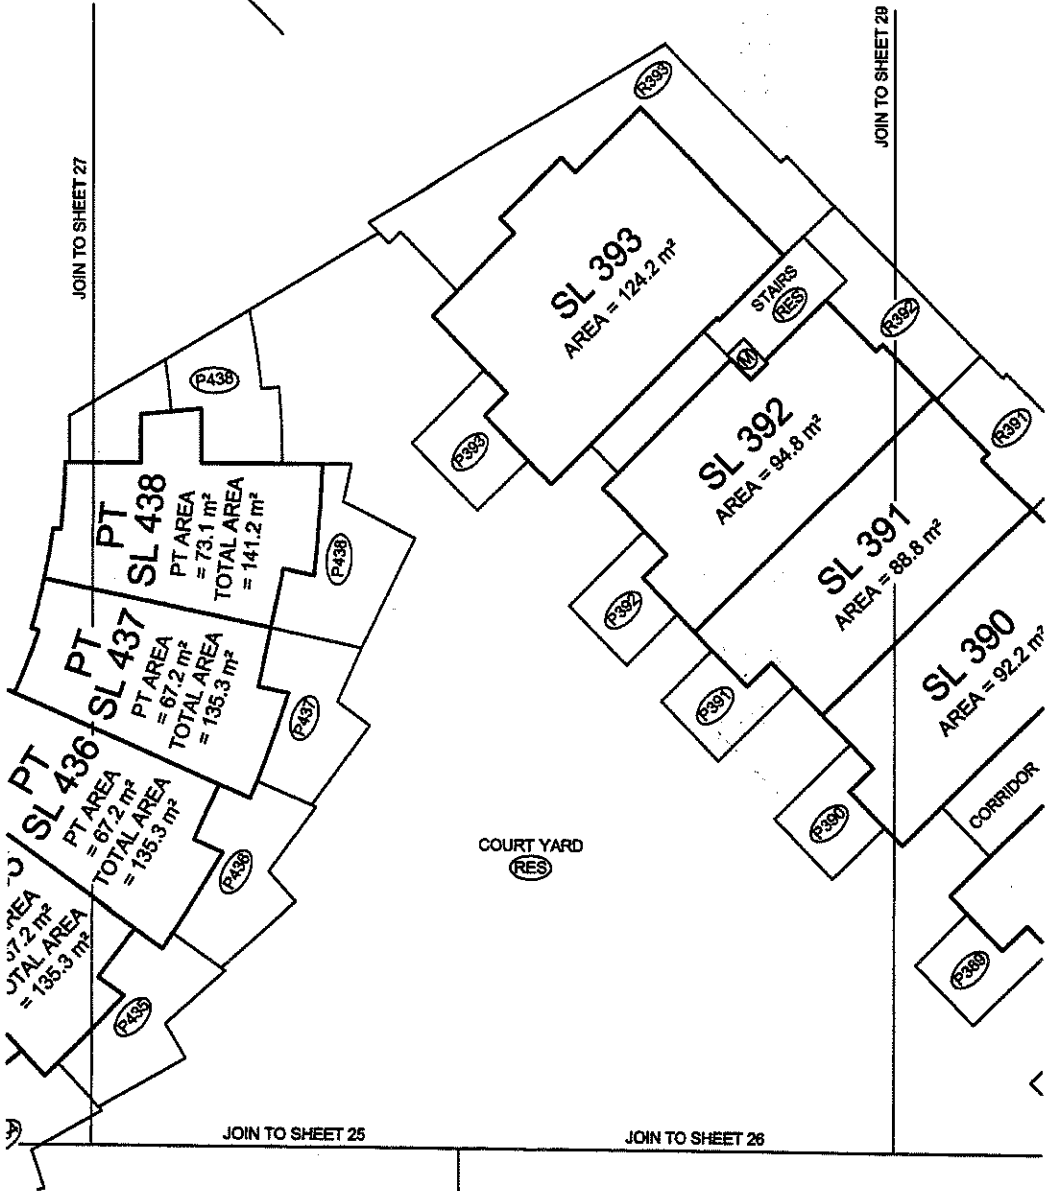 JOIN TO SHEET 27
JOIN TO SHEET 29
R393
SL 393
AREA = 124.2 m²
STAIRS
RES
M
R392
R391
P393
SL 392
AREA = 94.8 m²
SL 391
AREA = 88.8 m²
SL 390
AREA = 92.2 m²
P392
P391
P390
CORRIDOR
P389
P438
PT
SL 438
PT AREA
= 73.1 m²
TOTAL AREA
= 141.2 m²
P438
PT
SL 437
PT AREA
= 67.2 m²
TOTAL AREA
= 135.3 m²
P437
PT
SL 436
PT AREA
= 67.2 m²
TOTAL AREA
= 135.3 m²
P436
= 135.3 m²
P435
COURT YARD
RES
JOIN TO SHEET 25
JOIN TO SHEET 26